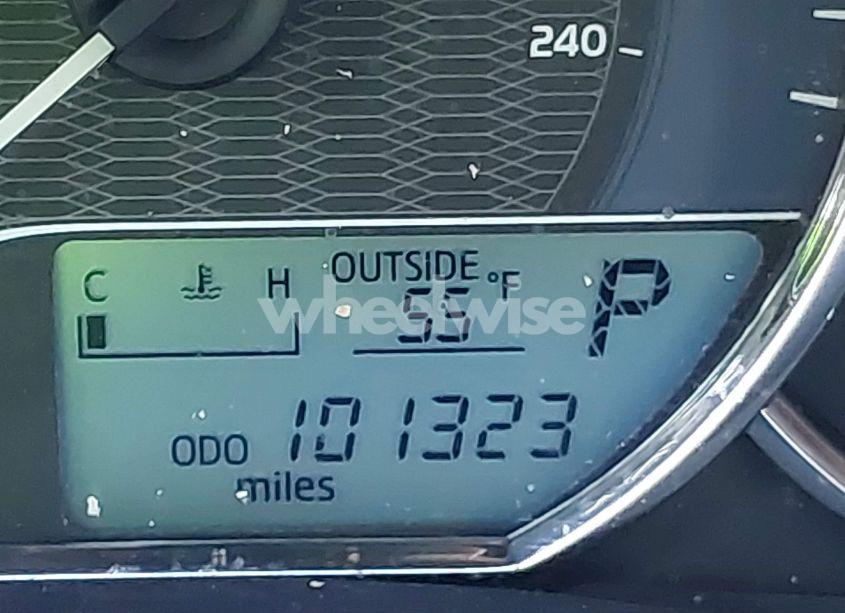 240
C H OUTSIDE °F P
55
wheelwise
ODO 101323
miles